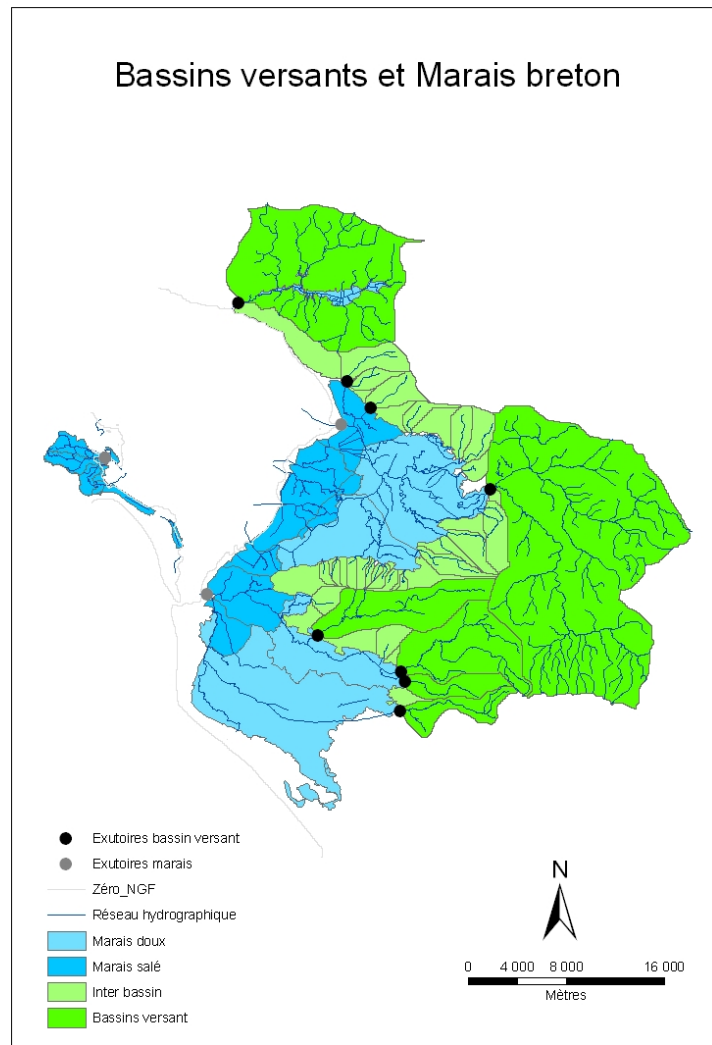 Bassins versants et Marais breton
Exutoires bassin versant
Exutoires marais
Zéro_NGF
Réseau hydrographique
Marais doux
Marais salé
Inter bassin
Bassins versant
N
0 4 000 8 000 16 000
Mètres